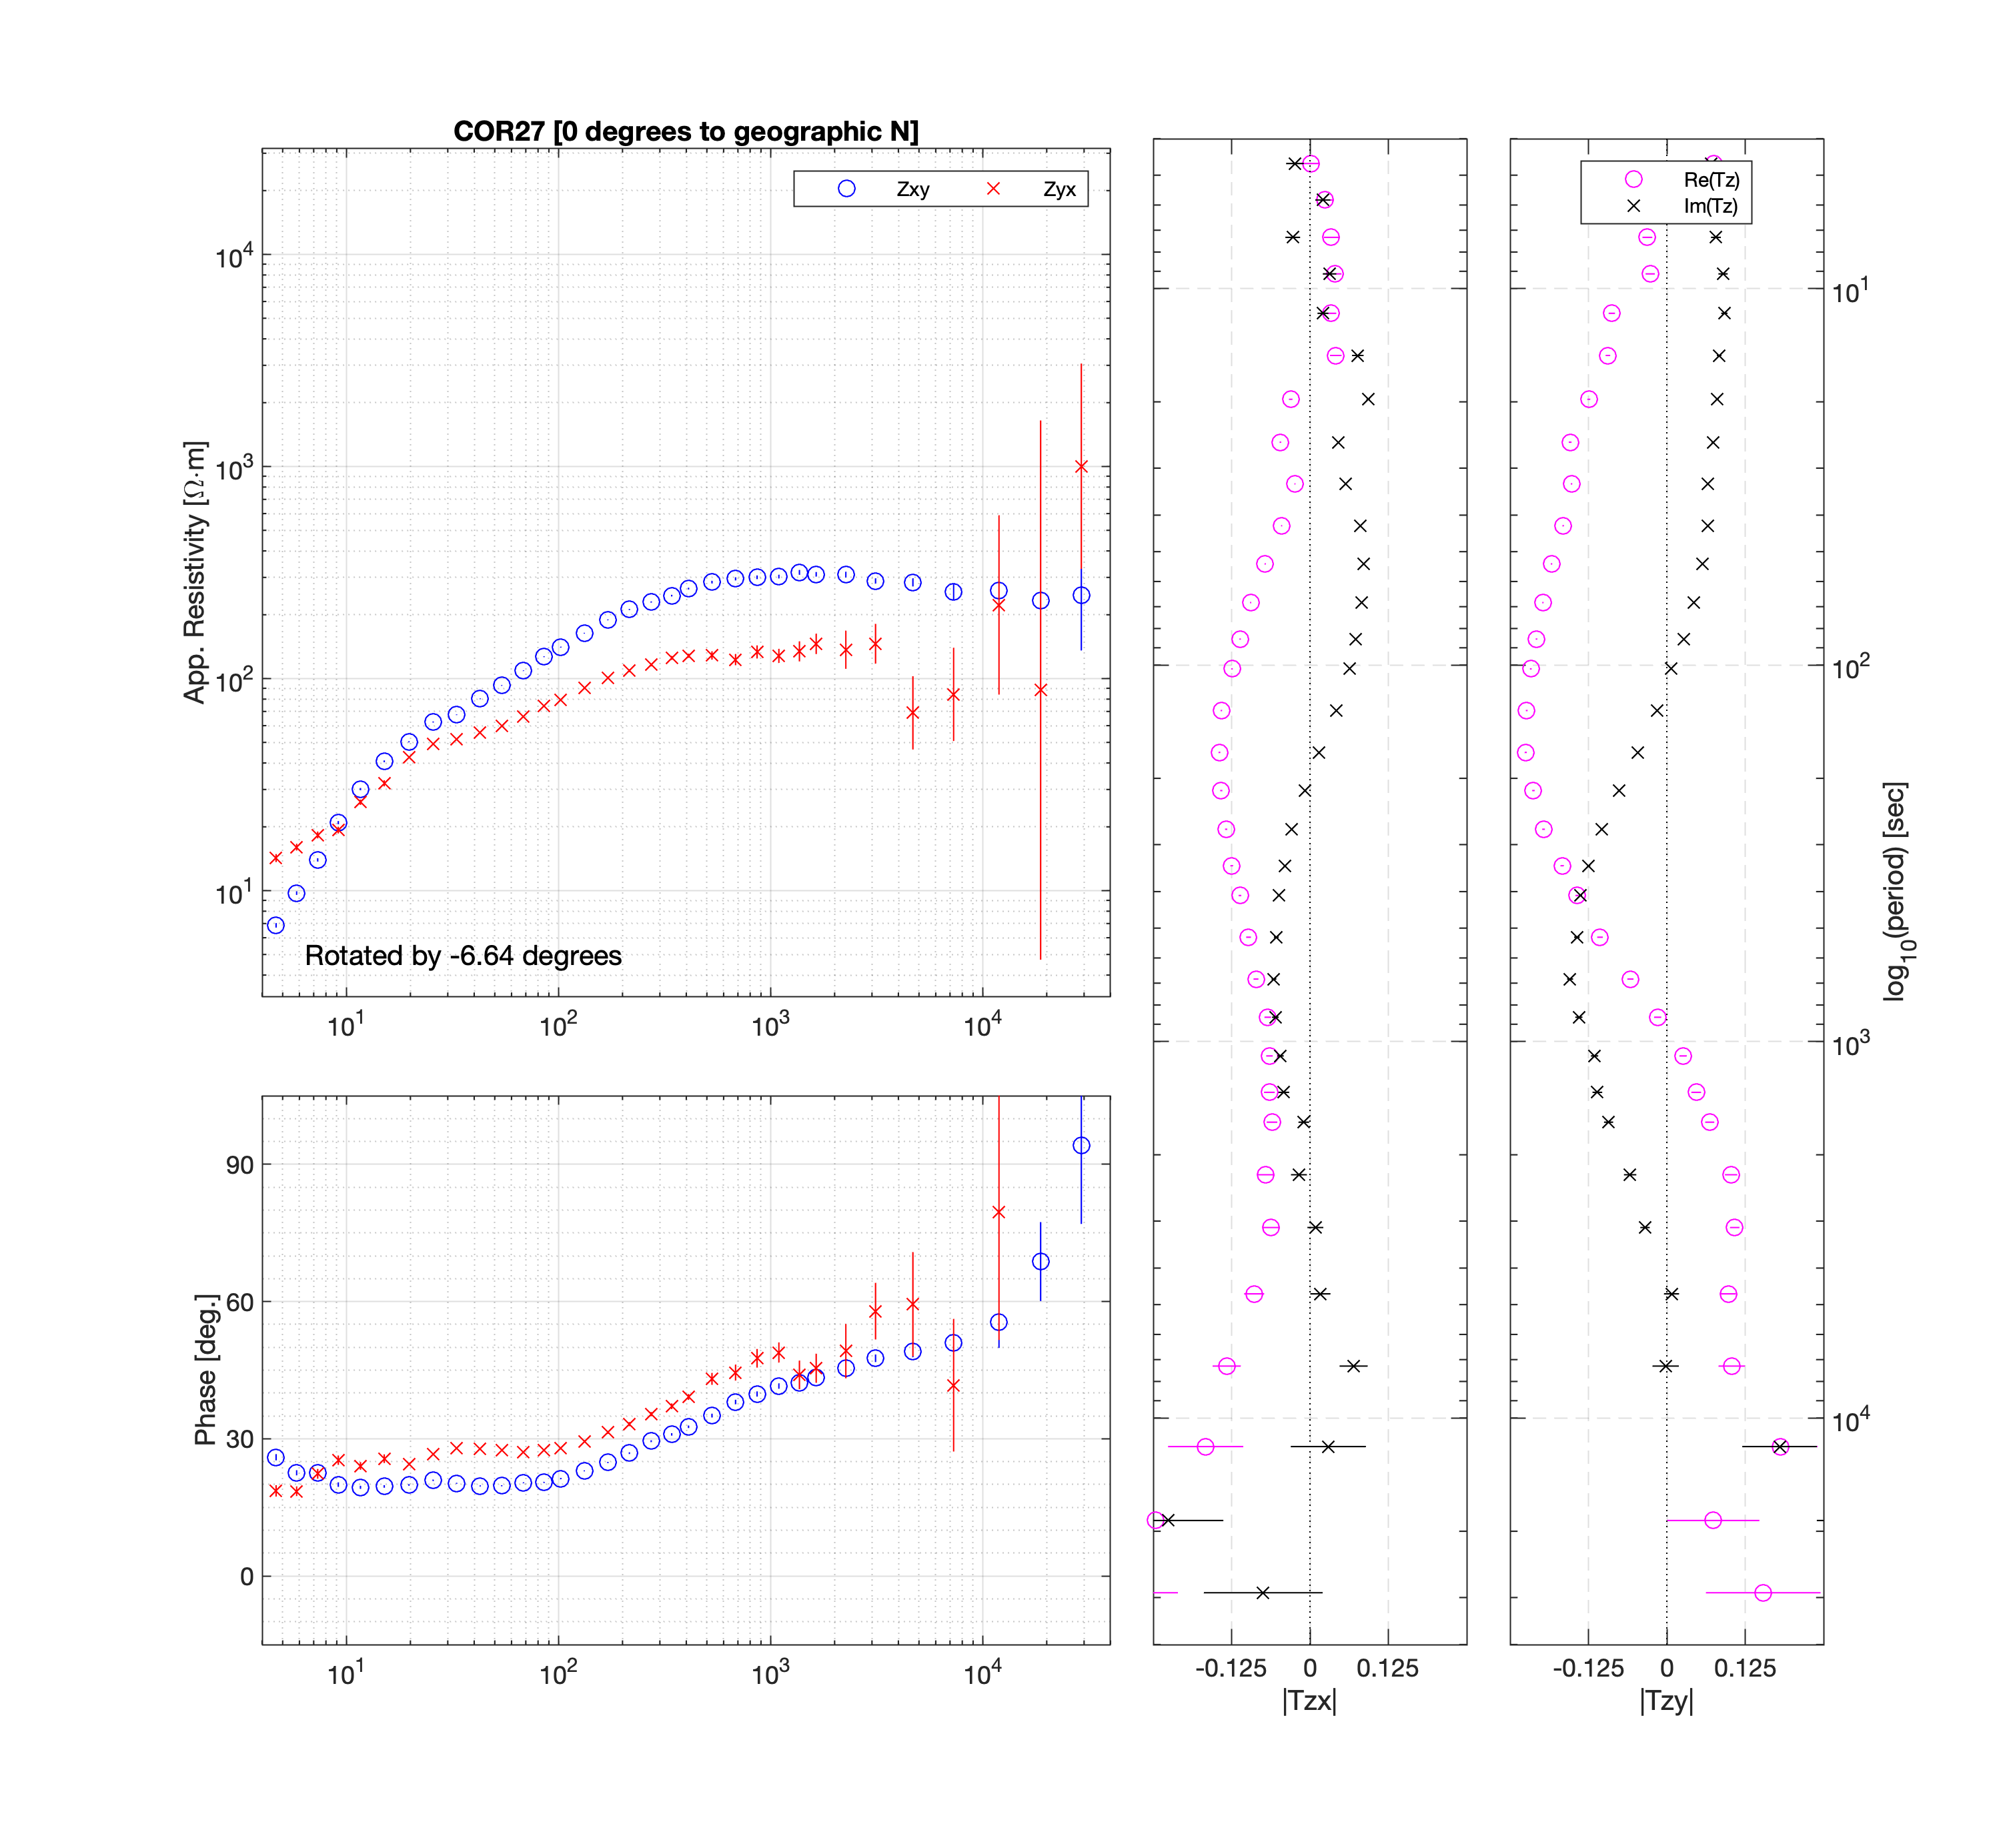 COR27 [0 degrees to geographic N]
Zxy Zyx
App. Resistivity [Ω·m]
10^4
10^3
10^2
10^1
Rotated by -6.64 degrees
10^1 10^2 10^3 10^4
Phase [deg.]
90
60
30
0
10^1 10^2 10^3 10^4
-0.125 0 0.125
|Tzx|
Re(Tz)
Im(Tz)
-0.125 0 0.125
|Tzy|
10^1
10^2
10^3
10^4
log_10(period) [sec]